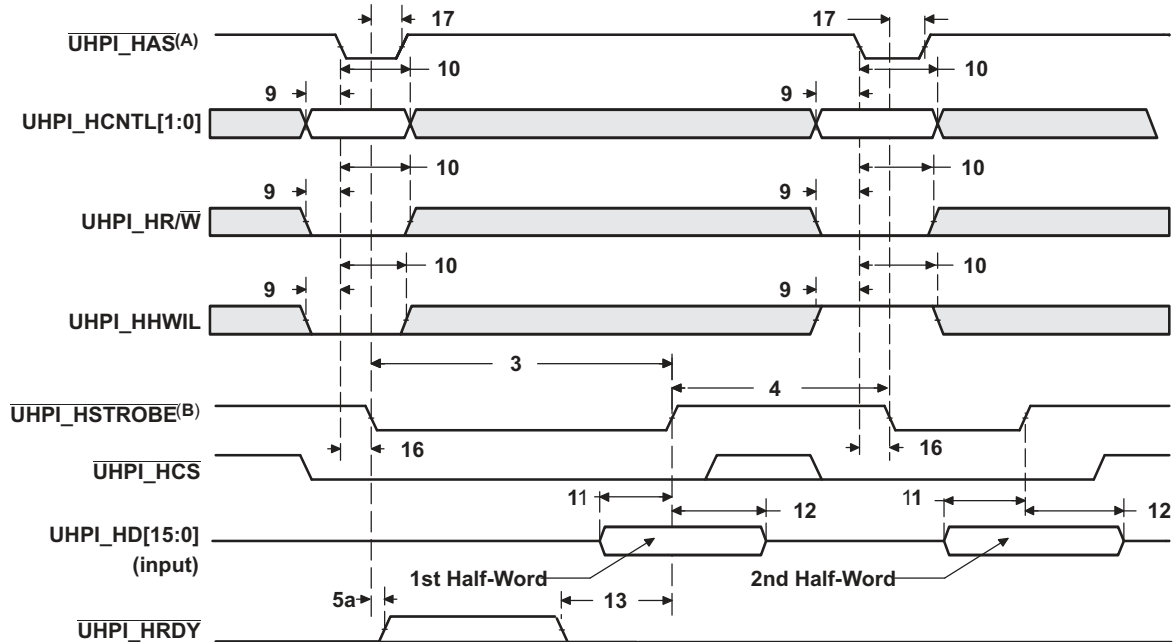 17 17
UHPI_HAS(A)
10 10
9 9
UHPI_HCNTL[1:0]
10 10
9 9
UHPI_HR/W
10 10
9 9
UHPI_HHWIL
3
4
UHPI_HSTROBE(B)
16 16
UHPI_HCS
11 12 11 12
UHPI_HD[15:0]
(input)
1st Half-Word 2nd Half-Word
5a 13
UHPI_HRDY